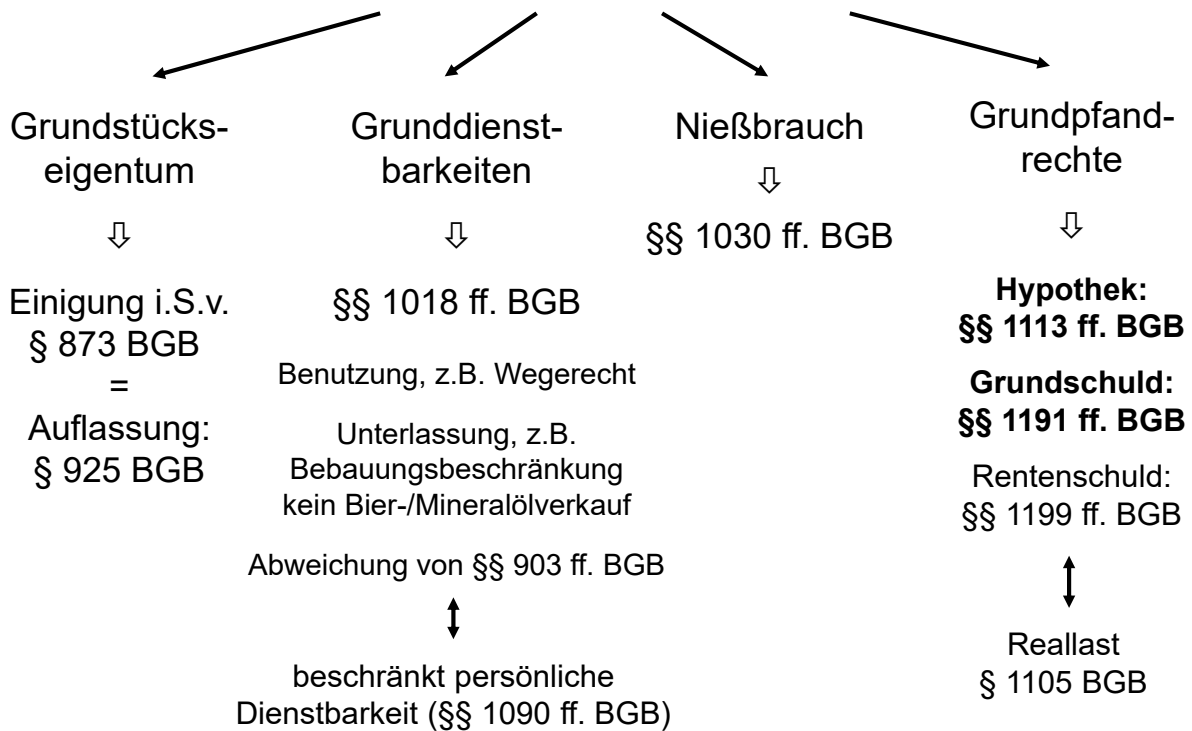 Grundstücks-
eigentum
Einigung i.S.v.
§ 873 BGB
=
Auflassung:
§ 925 BGB
Grunddienst-
barkeiten
§§ 1018 ff. BGB
Benutzung, z.B. Wegerecht
Unterlassung, z.B.
Bebauungsbeschränkung
kein Bier-/Mineralölverkauf
Abweichung von §§ 903 ff. BGB
beschränkt persönliche
Dienstbarkeit (§§ 1090 ff. BGB)
Nießbrauch
§§ 1030 ff. BGB
Grundpfand-
rechte
Hypothek:
§§ 1113 ff. BGB
Grundschuld:
§§ 1191 ff. BGB
Rentenschuld:
§§ 1199 ff. BGB
Reallast
§ 1105 BGB